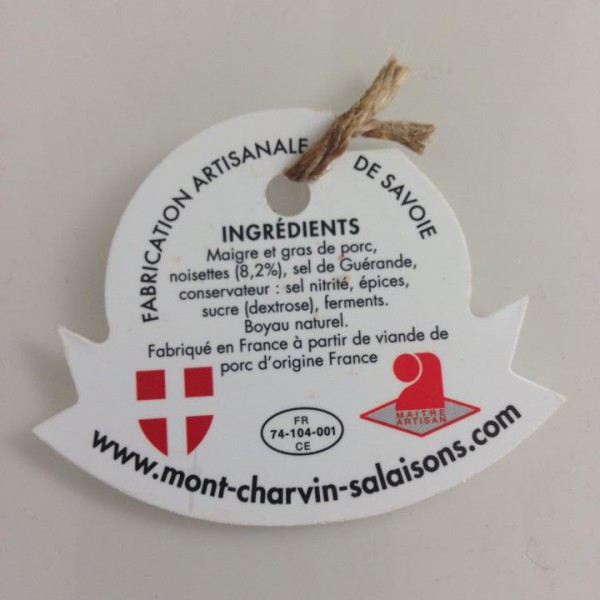 FABRICATION ARTISANALE DE SAVOIE
INGRÉDIENTS
Maigre et gras de porc,
noisettes (8,2%), sel de Guérande,
conservateur : sel nitrité, épices,
sucre (dextrose), ferments.
Boyau naturel.
Fabriqué en France à partir de viande de
porc d'origine France
FR
74-104-001
CE
MAITRE
ARTISAN
www.mont-charvin-salaisons.com